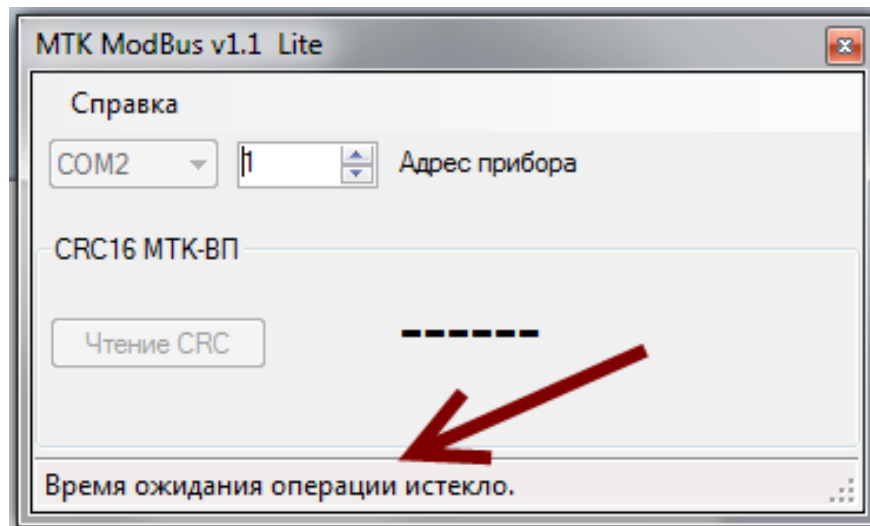 MTK ModBus v1.1 Lite
Справка
COM2 1 Адрес прибора
CRC16 МТК-ВП
Чтение CRC ------
Время ожидания операции истекло.